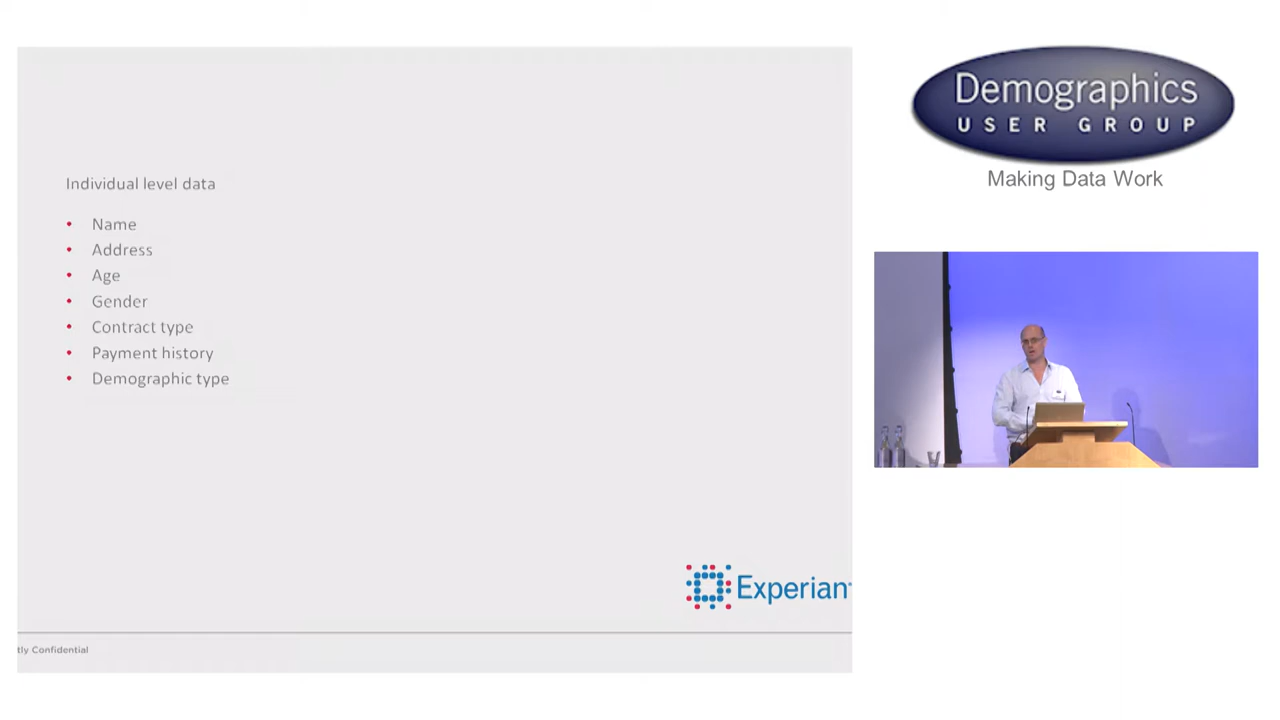 Individual level data
• Name
• Address
• Age
• Gender
• Contract type
• Payment history
• Demographic type
Experian
tly Confidential
Demographics
USER GROUP
Making Data Work